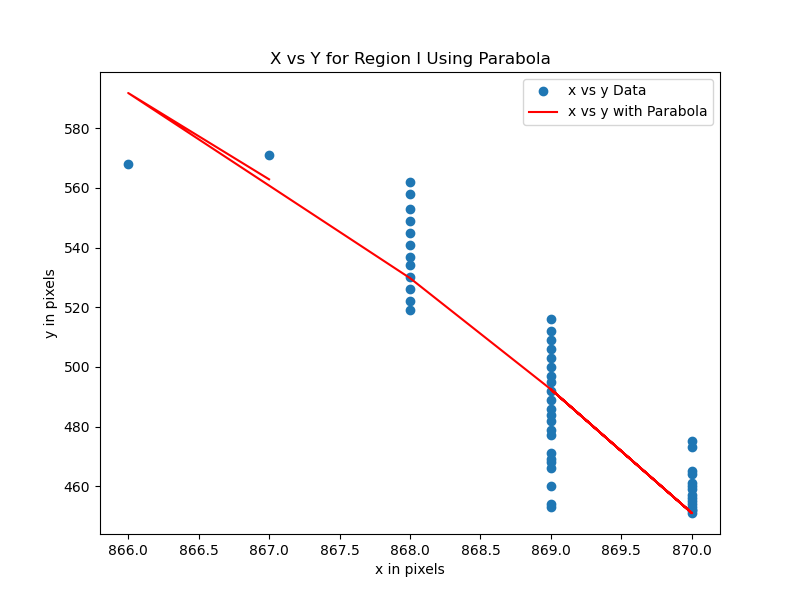 X vs Y for Region I Using Parabola
x vs y Data
x vs y with Parabola
580
560
540
520
500
480
460
y in pixels
866.0 866.5 867.0 867.5 868.0 868.5 869.0 869.5 870.0
x in pixels